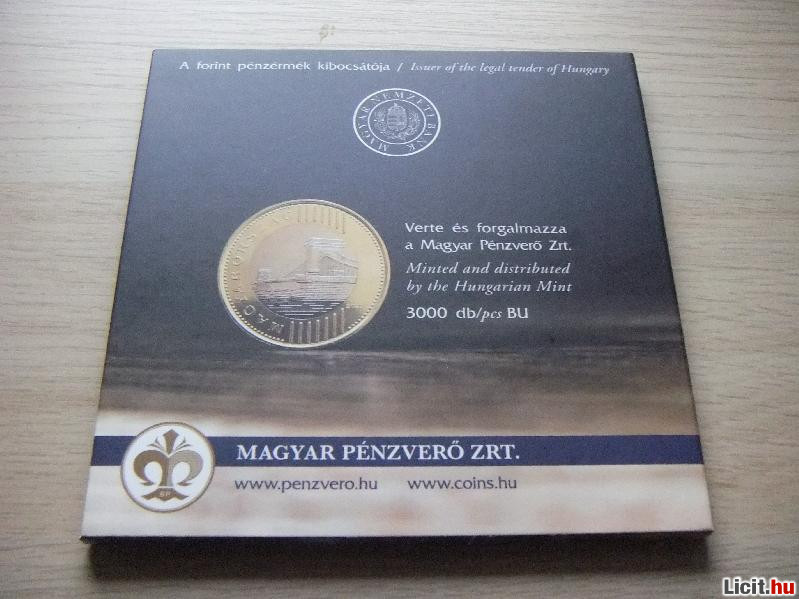 A forint pénzérmék kibocsátója / Issuer of the legal tender of Hungary
MAGYAR NEMZETI BANK
MAGYARORSZÁG
Verte és forgalmazza
a Magyar Pénzverő Zrt.
Minted and distributed
by the Hungarian Mint
3000 db/pcs BU
BP
MAGYAR PÉNZVERŐ ZRT.
www.penzvero.hu www.coins.hu
Licit.hu